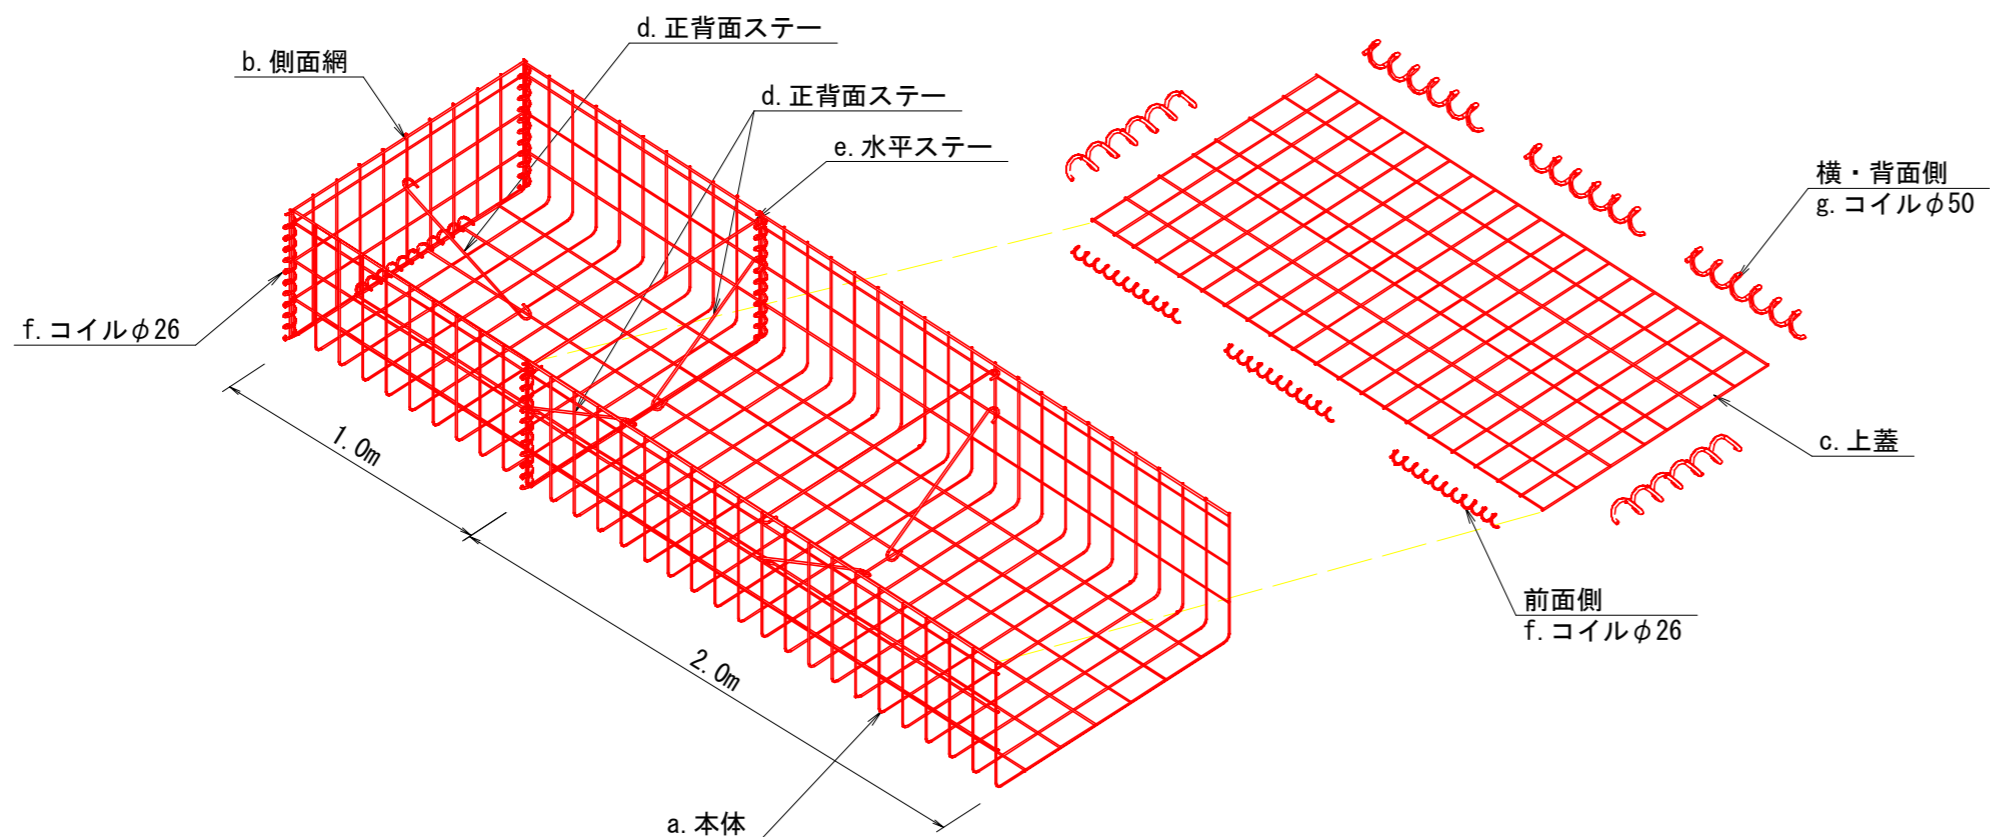 d. 正背面ステー
b. 側面網
d. 正背面ステー
e. 水平ステー
横・背面側
g. コイルφ50
f. コイルφ26
c. 上蓋
1.0m
前面側
f. コイルφ26
2.0m
a. 本体